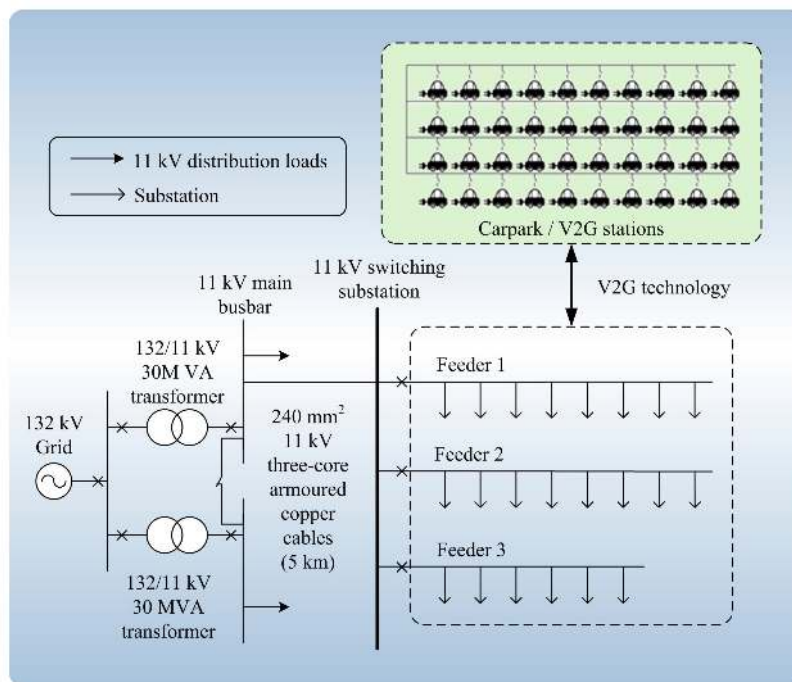 Carpark / V2G stations
11 kV distribution loads
Substation
V2G technology
11 kV main
busbar
11 kV switching
substation
132/11 kV
30M VA
transformer
132 kV
Grid
240 mm²
11 kV
three-core
armoured
copper
cables
(5 km)
Feeder 1
Feeder 2
Feeder 3
132/11 kV
30 MVA
transformer